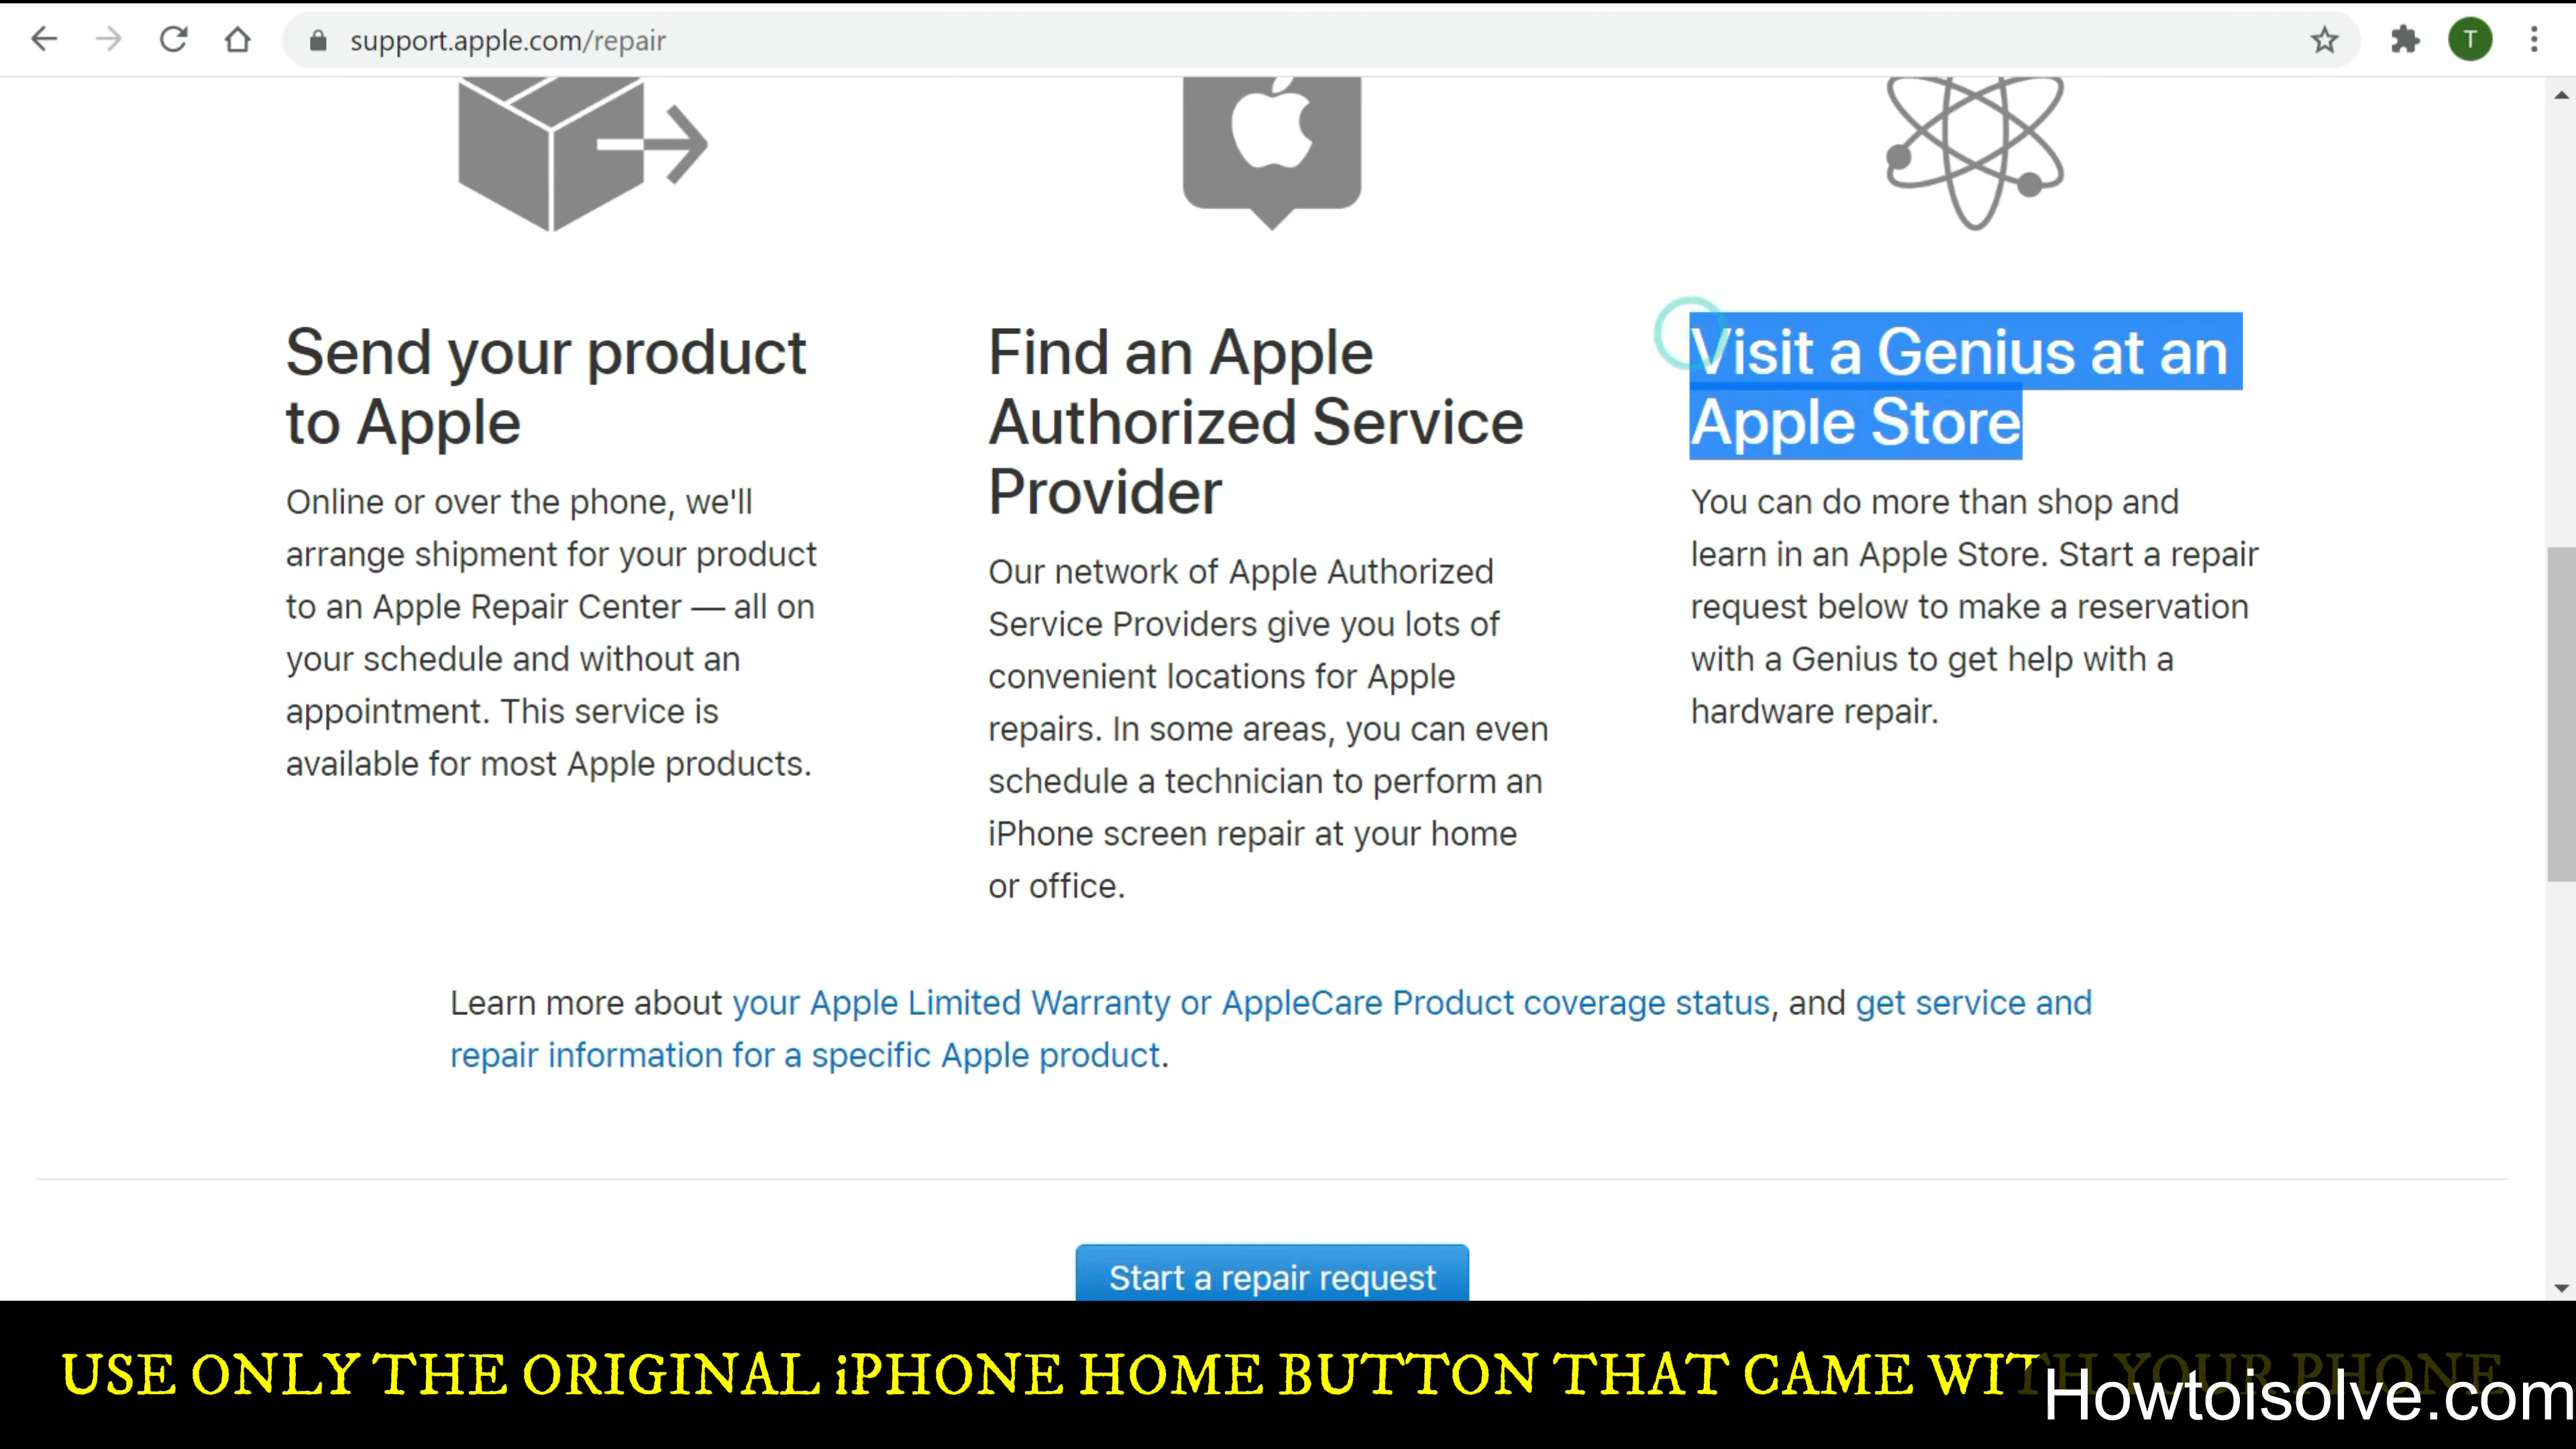 support.apple.com/repair
T
Send your product
to Apple
Online or over the phone, we'll
arrange shipment for your product
to an Apple Repair Center — all on
your schedule and without an
appointment. This service is
available for most Apple products.
Find an Apple
Authorized Service
Provider
Our network of Apple Authorized
Service Providers give you lots of
convenient locations for Apple
repairs. In some areas, you can even
schedule a technician to perform an
iPhone screen repair at your home
or office.
Visit a Genius at an
Apple Store
You can do more than shop and
learn in an Apple Store. Start a repair
request below to make a reservation
with a Genius to get help with a
hardware repair.
Learn more about your Apple Limited Warranty or AppleCare Product coverage status, and get service and
repair information for a specific Apple product.
Start a repair request
USE ONLY THE ORIGINAL iPHONE HOME BUTTON THAT CAME WITH YOUR PHONE
Howtoisolve.com